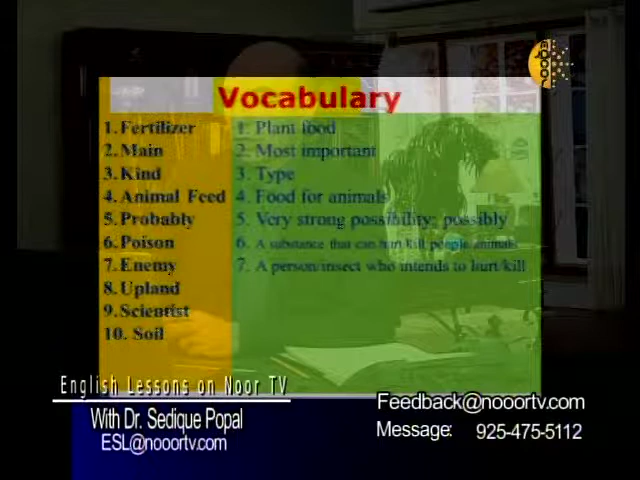 Vocabulary
1. Fertilizer
2. Main
3. Kind
4. Animal Feed
5. Probably
6. Poison
7. Enemy
8. Upland
9. Scientist
10. Soil
1. Plant food
2. Most important
3. Type
4. Food for animals
5. Very strong possibility; possibly
6. A substance that can hurt kill people animals
7. A person/insect who intends to hurt/kill
English Lessons on Noor TV
With Dr. Sedique Popal
ESL@nooortv.com
Feedback@nooortv.com
Message: 925-475-5112